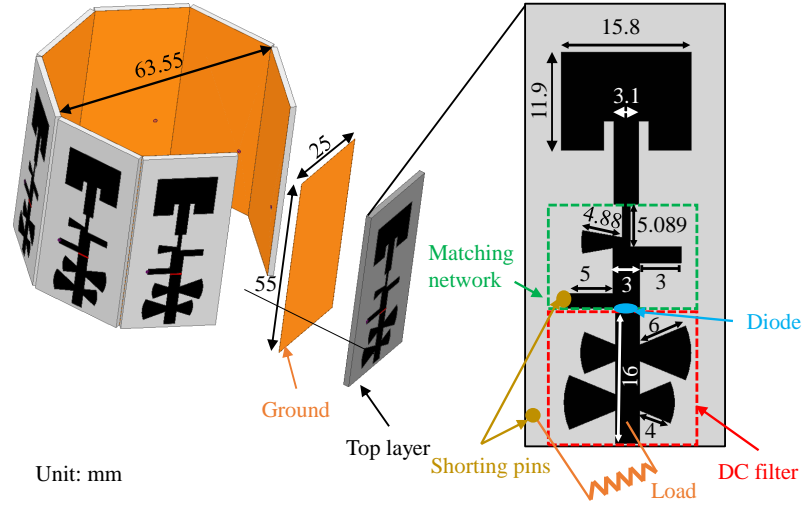 63.55
25
55
Ground
Top layer
Unit: mm
15.8
11.9
3.1
4.88
5.089
Matching
network
5
3
3
Diode
6
16
4
Shorting pins
Load
DC filter